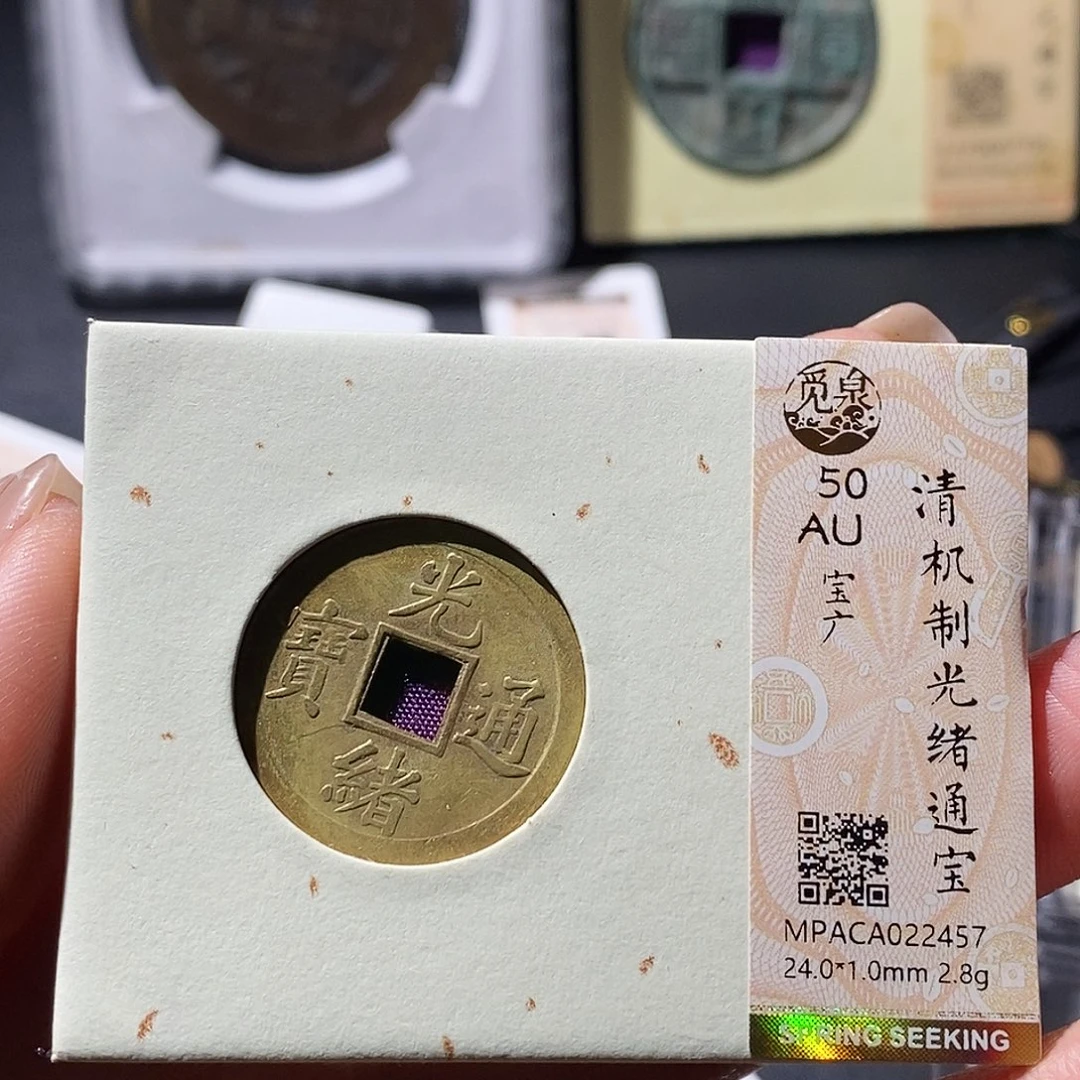 光
寶 通
緒
觅泉
50
AU
宝广
清机制光绪通宝
MPACA022457
24.0*1.0mm 2.8g
SPRING SEEKING